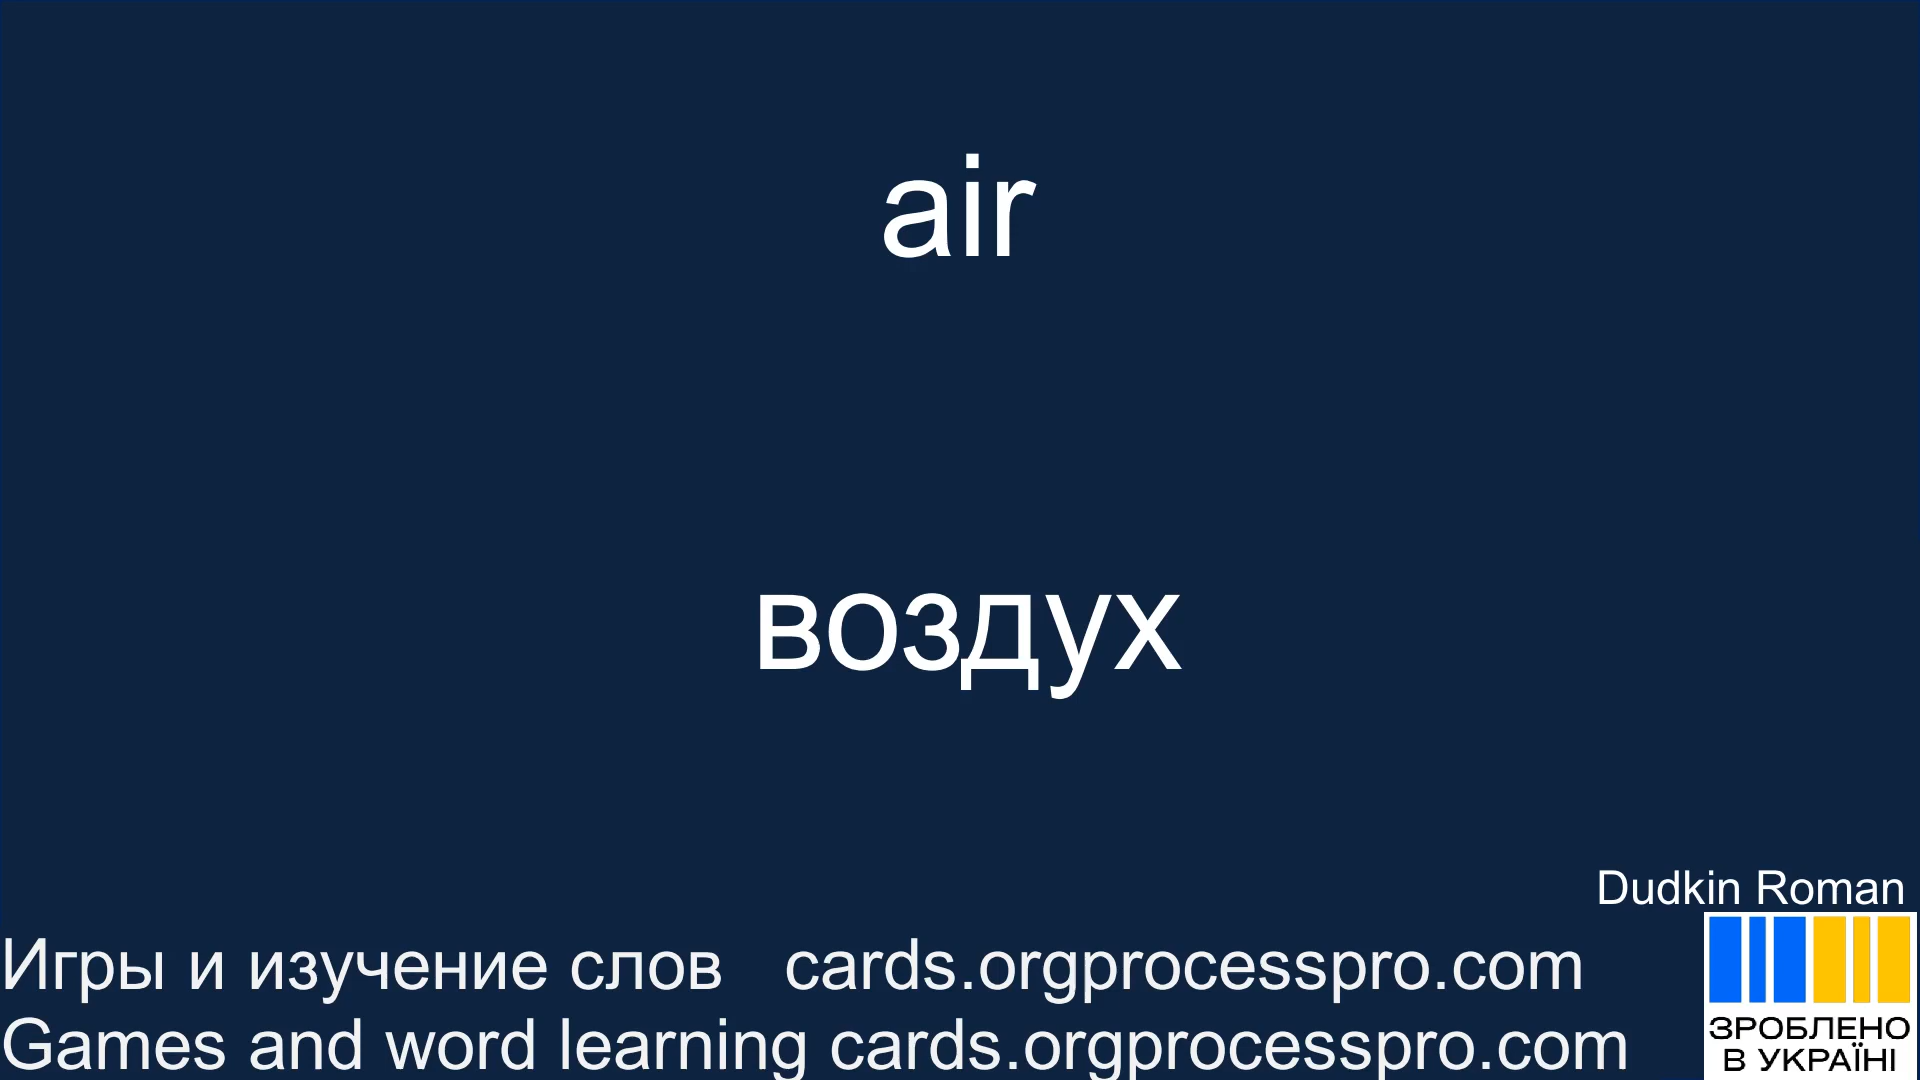 air
воздух
Dudkin Roman
Игры и изучение слов cards.orgprocesspro.com
Games and word learning cards.orgprocesspro.com
ЗРОБЛЕНО
В УКРАЇНІ